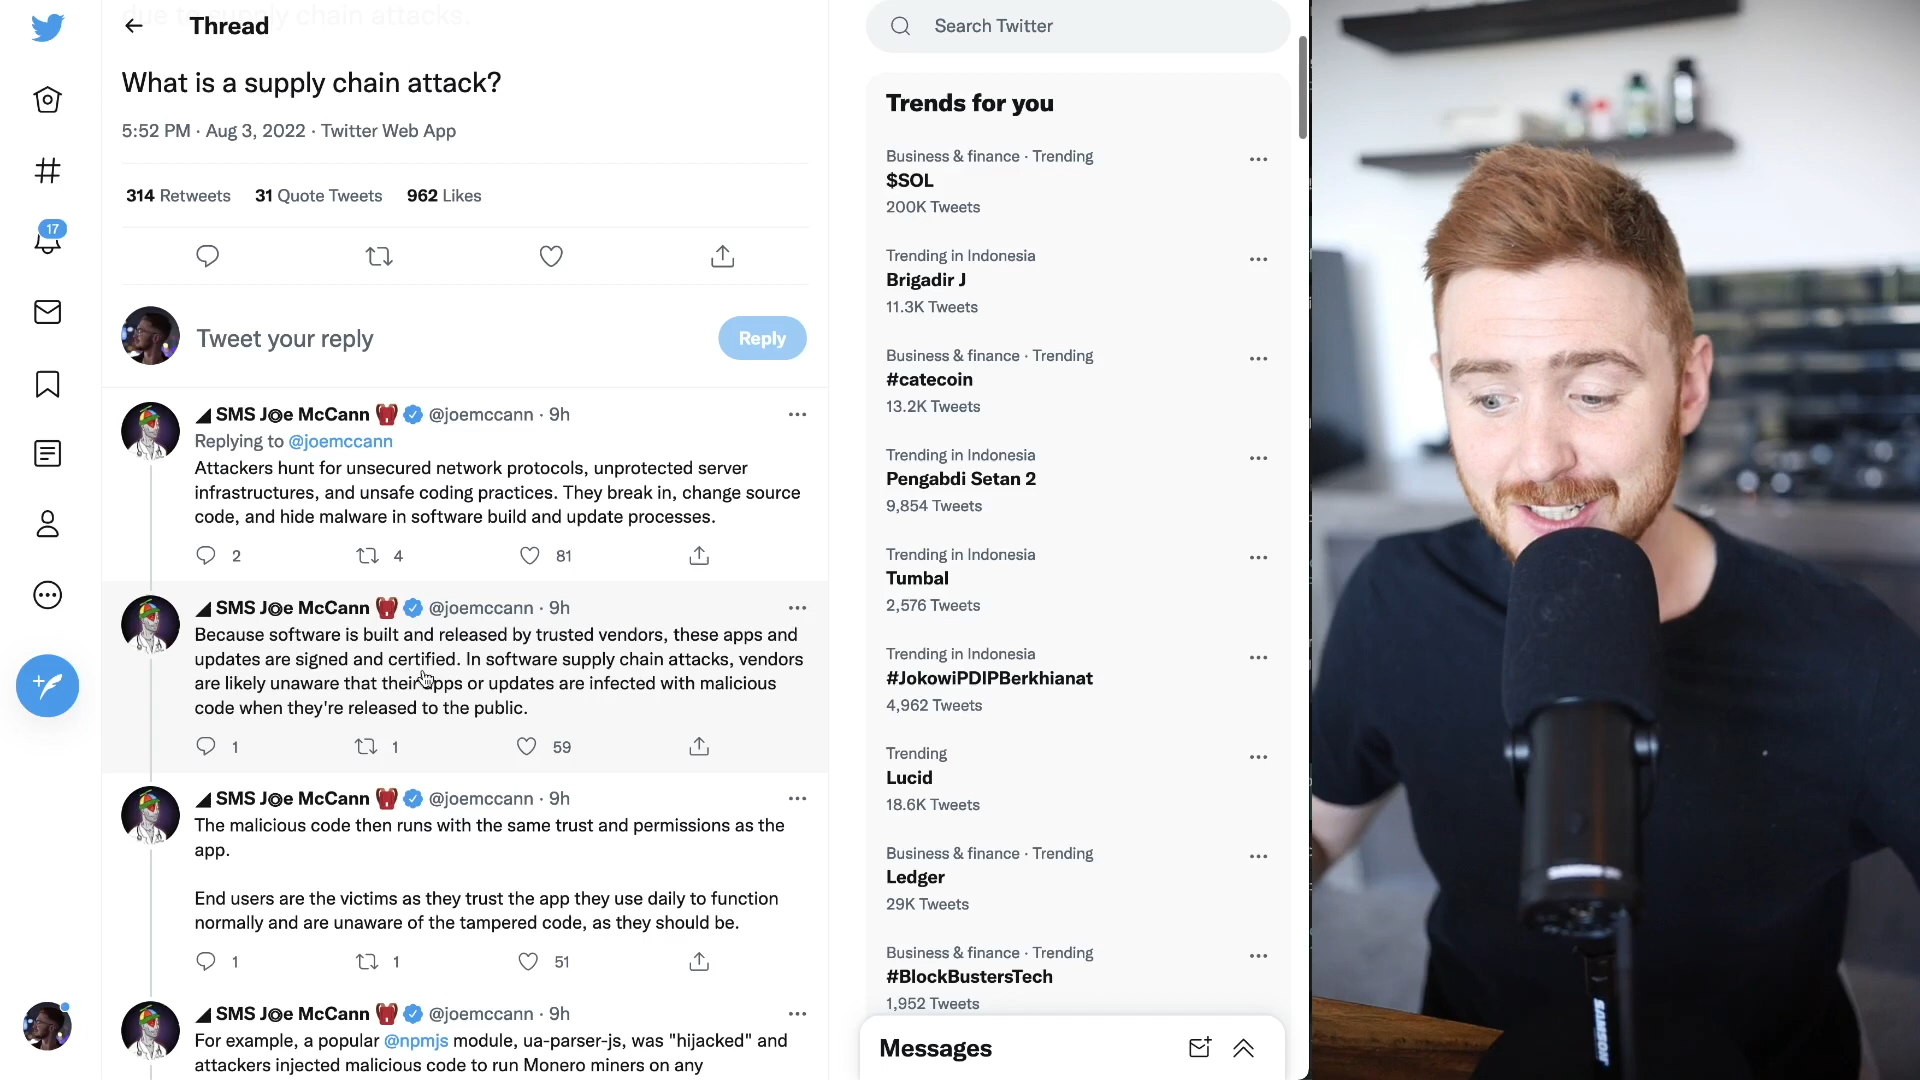 due to supply chain attacks.
Thread
What is a supply chain attack?
5:52 PM · Aug 3, 2022 · Twitter Web App
314 Retweets 31 Quote Tweets 962 Likes
17
Tweet your reply
Reply
SMS J◎e McCann @joemccann · 9h
Replying to @joemccann
Attackers hunt for unsecured network protocols, unprotected server
infrastructures, and unsafe coding practices. They break in, change source
code, and hide malware in software build and update processes.
2 4 81
SMS J◎e McCann @joemccann · 9h
Because software is built and released by trusted vendors, these apps and
updates are signed and certified. In software supply chain attacks, vendors
are likely unaware that their apps or updates are infected with malicious
code when they're released to the public.
1 1 59
SMS J◎e McCann @joemccann · 9h
The malicious code then runs with the same trust and permissions as the
app.
End users are the victims as they trust the app they use daily to function
normally and are unaware of the tampered code, as they should be.
1 1 51
SMS J◎e McCann @joemccann · 9h
For example, a popular @npmjs module, ua-parser-js, was "hijacked" and
attackers injected malicious code to run Monero miners on any
Search Twitter
Trends for you
Business & finance · Trending
$SOL
200K Tweets
Trending in Indonesia
Brigadir J
11.3K Tweets
Business & finance · Trending
#catecoin
13.2K Tweets
Trending in Indonesia
Pengabdi Setan 2
9,854 Tweets
Trending in Indonesia
Tumbal
2,576 Tweets
Trending in Indonesia
#JokowiPDIPBerkhianat
4,962 Tweets
Trending
Lucid
18.6K Tweets
Business & finance · Trending
Ledger
29K Tweets
Business & finance · Trending
#BlockBustersTech
1,952 Tweets
Messages
SAMSON